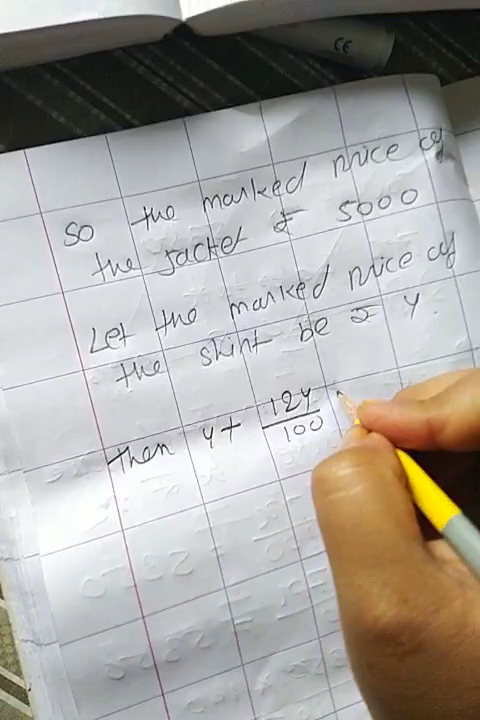 CE
So the marked price of
the Jacket ₹ 5000
Let the marked price of
the shirt be ₹ y.
Then y + 12y/100